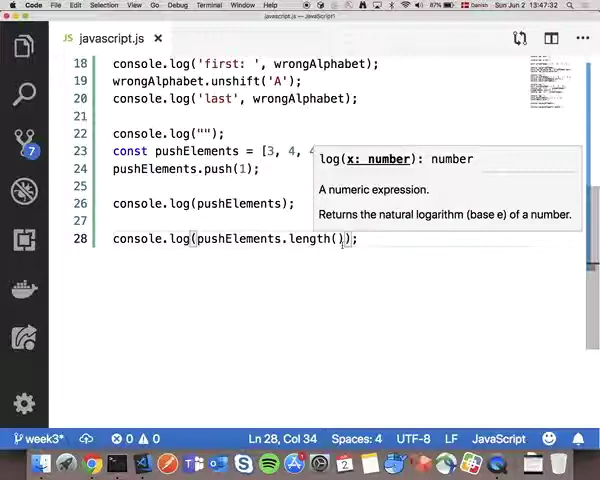 Code File Edit Selection View Go Debug Terminal Window Help
87% Danish Sun Jun 2 13:47:32
javascript.js — JavaScript1
JS javascript.js ×
18 console.log('first: ', wrongAlphabet);
19 wrongAlphabet.unshift('A');
20 console.log('last', wrongAlphabet);
21
22 console.log("");
23 const pushElements = [3, 4, 4
24 pushElements.push(1);
25
26 console.log(pushElements);
27
28 console.log(pushElements.length());
log(x: number): number
A numeric expression.
Returns the natural logarithm (base e) of a number.
7
week3* 0 0 Ln 28, Col 34 Spaces: 4 UTF-8 LF JavaScript